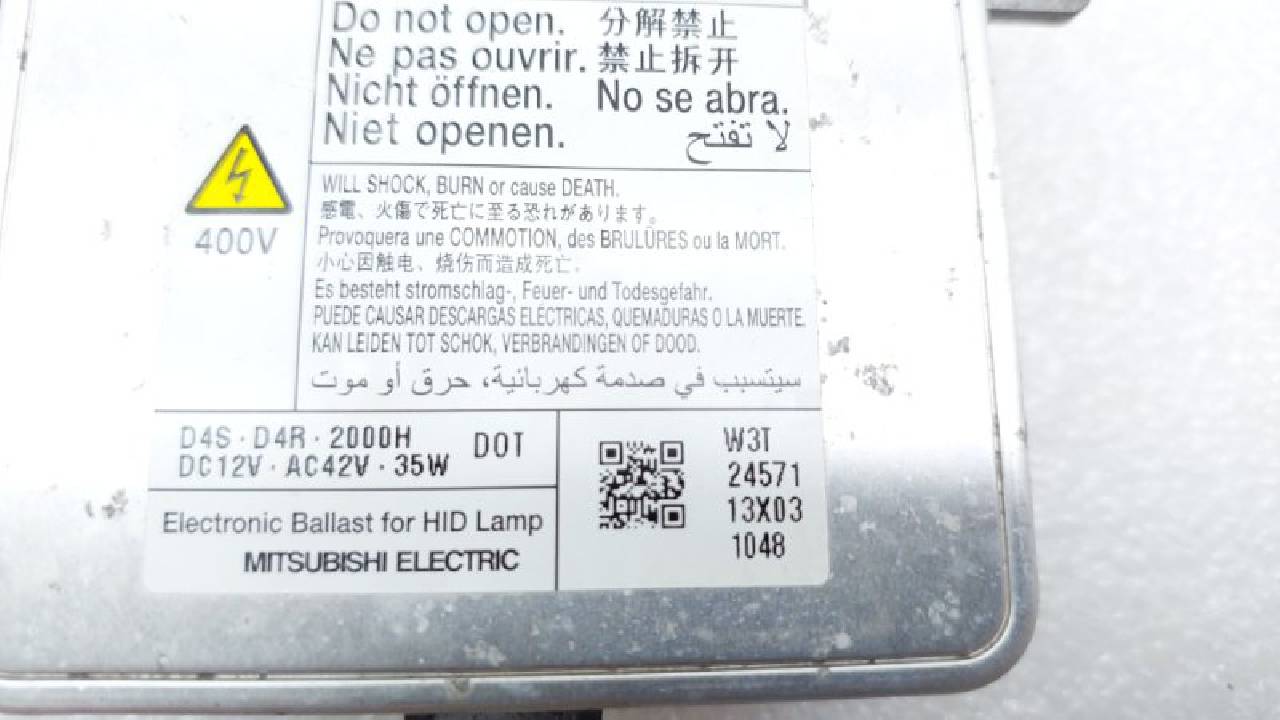 Do not open. 分解禁止
Ne pas ouvrir. 禁止拆开
Nicht öffnen. No se abra.
Niet openen. لا تفتح
400V
WILL SHOCK, BURN or cause DEATH.
感電、火傷で死亡に至る恐れがあります。
Provoquera une COMMOTION, des BRULÛRES ou la MORT.
小心因触电、烧伤而造成死亡。
Es besteht stromschlag-, Feuer- und Todesgefahr.
PUEDE CAUSAR DESCARGAS ELECTRICAS, QUEMADURAS O LA MUERTE.
KAN LEIDEN TOT SCHOK, VERBRANDINGEN OF DOOD.
سيتسبب في صدمة كهربائية، حرق أو موت
D4S · D4R · 2000H DOT
DC12V · AC42V · 35W
Electronic Ballast for HID Lamp
MITSUBISHI ELECTRIC
W3T
24571
13X03
1048